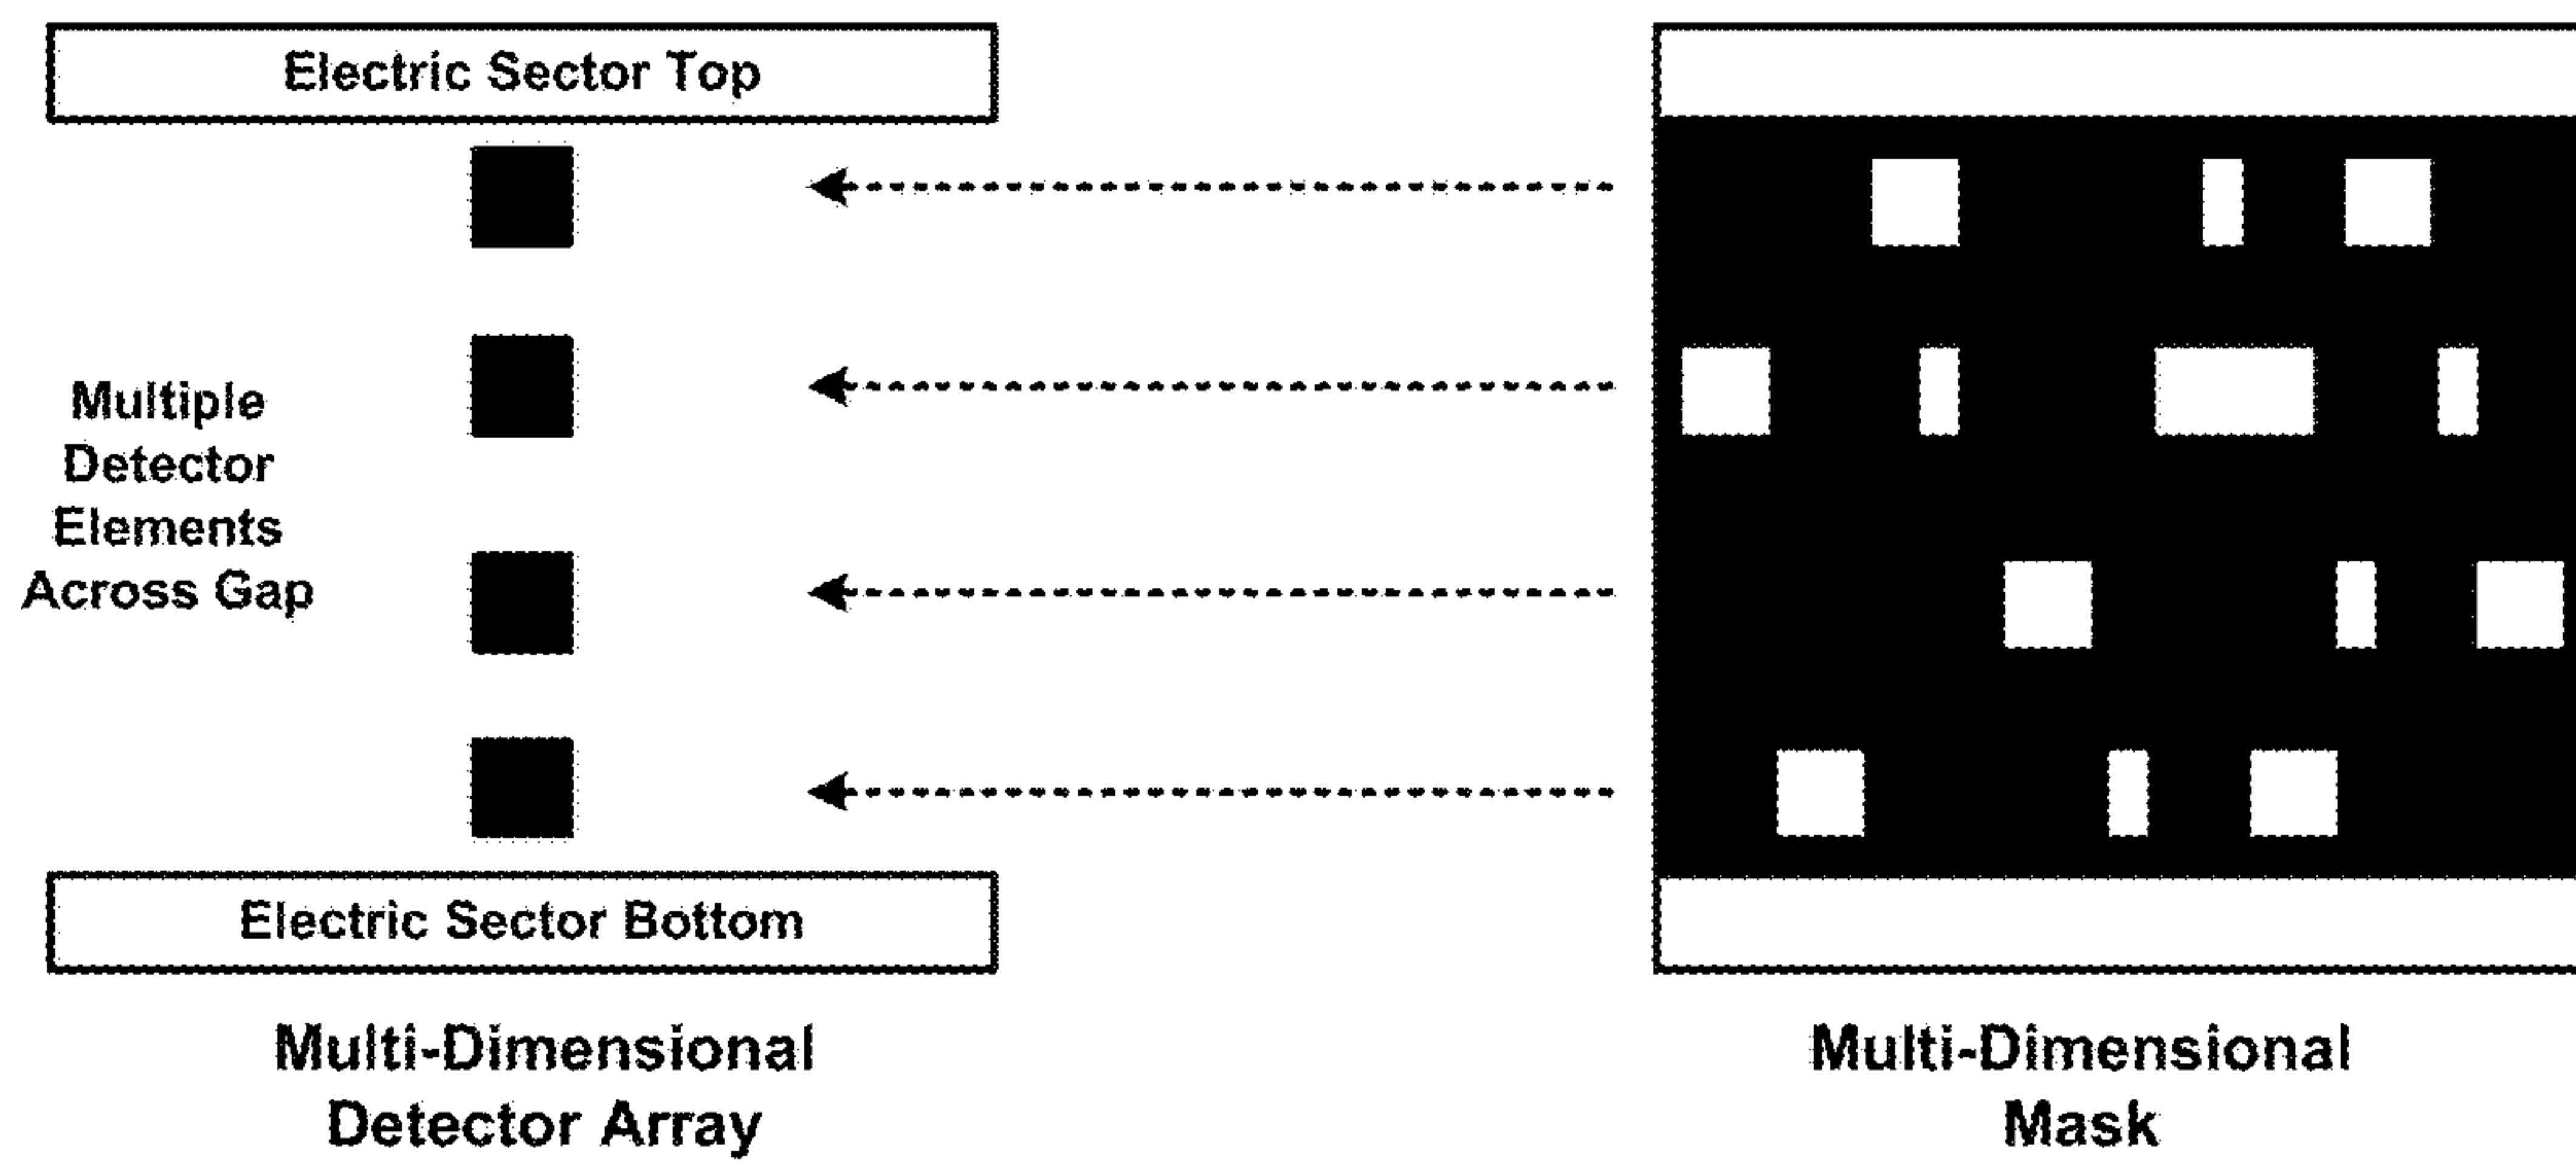 Electric Sector Top
Multiple
Detector
Elements
Across Gap
Electric Sector Bottom
Multi-Dimensional
Detector Array
Multi-Dimensional
Mask